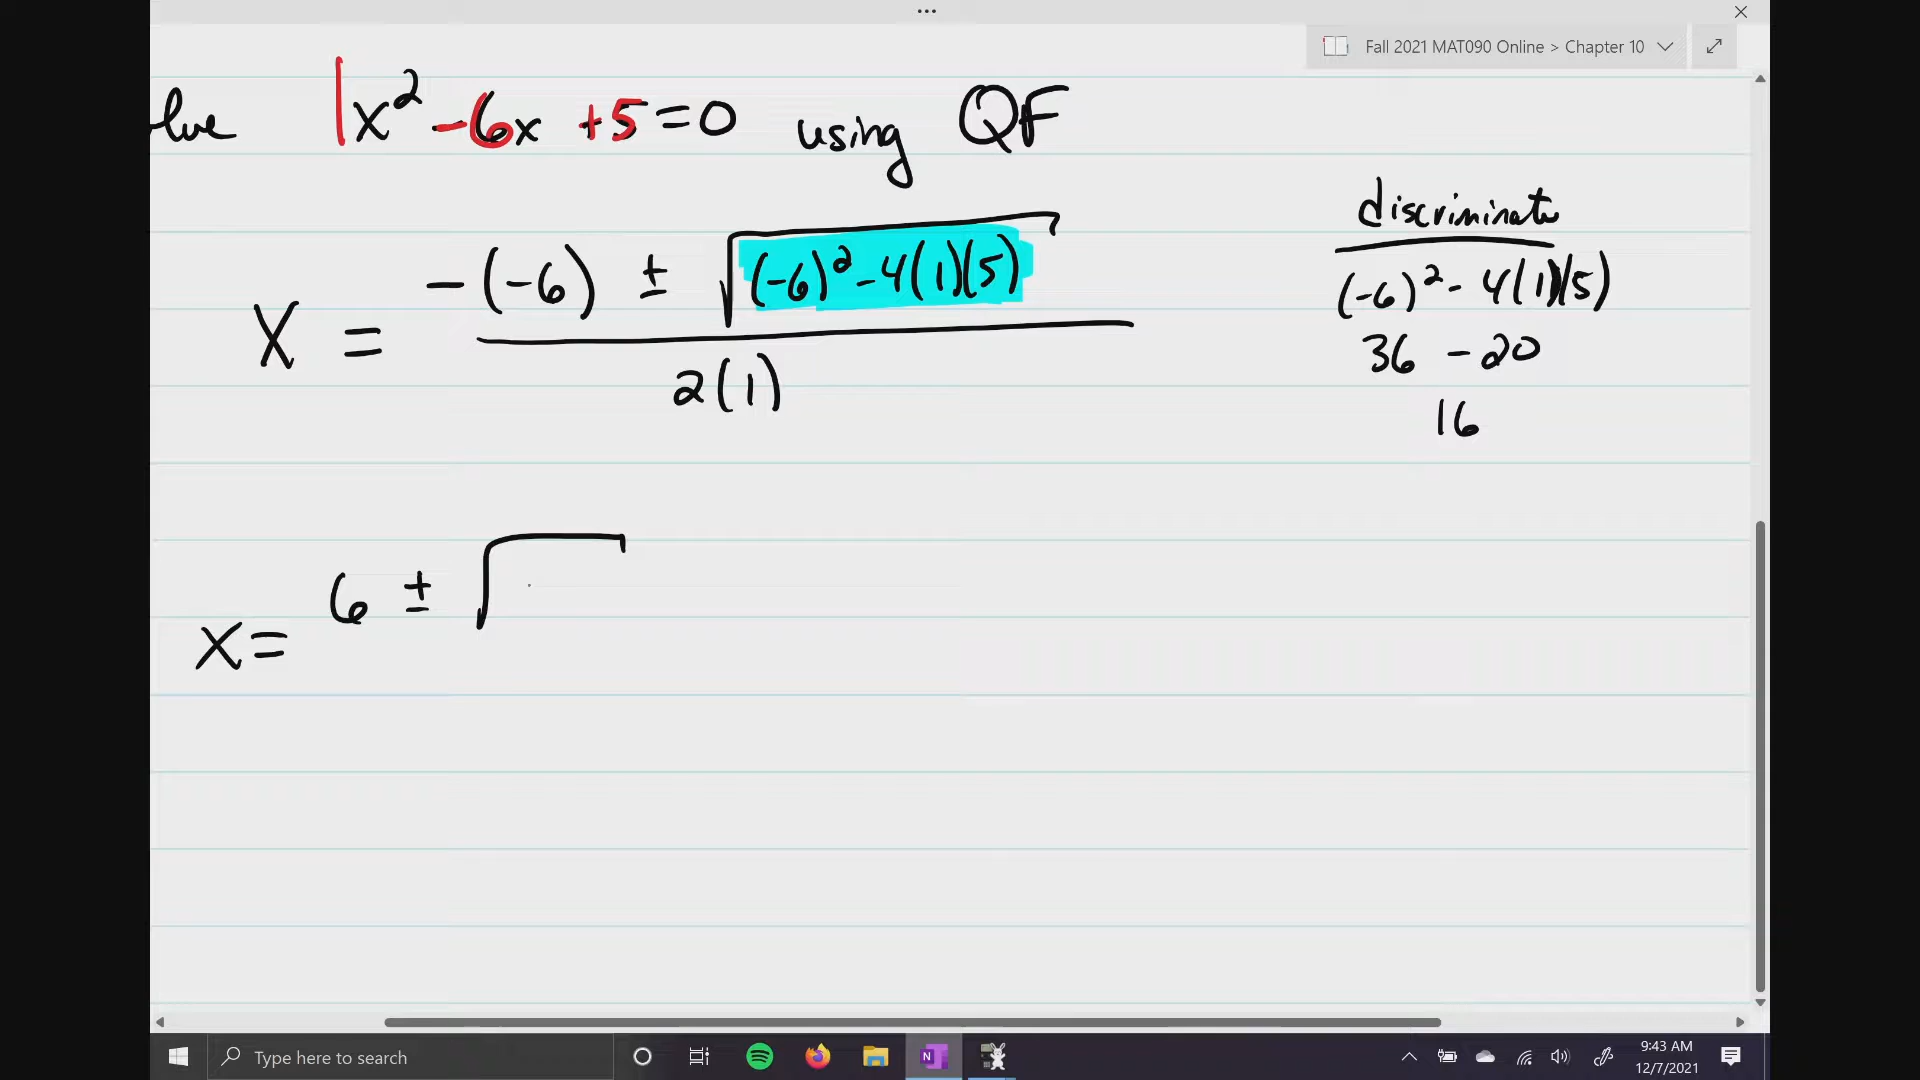 ...
Fall 2021 MAT090 Online > Chapter 10
lve 1x² -6x +5=0 using QF
x = -(-6) ± √(-6)² -4(1)(5) / 2(1)
discriminate
(-6)² - 4(1)(5)
36 - 20
16
x= 6 ± √
Type here to search
N
9:43 AM
12/7/2021